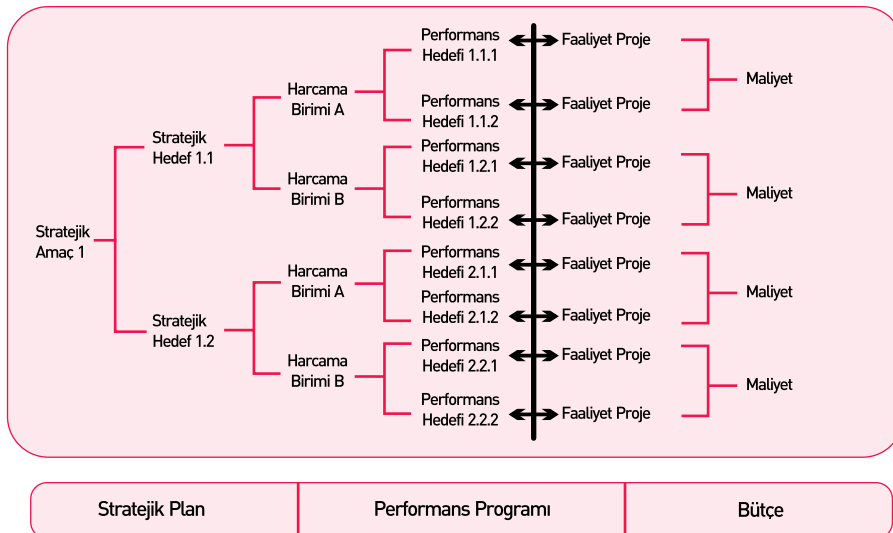 Stratejik
Amaç 1
Stratejik
Hedef 1.1
Stratejik
Hedef 1.2
Harcama
Birimi A
Harcama
Birimi B
Harcama
Birimi A
Harcama
Birimi B
Performans
Hedefi 1.1.1
Performans
Hedefi 1.1.2
Performans
Hedefi 1.2.1
Performans
Hedefi 1.2.2
Performans
Hedefi 2.1.1
Performans
Hedefi 2.1.2
Performans
Hedefi 2.2.1
Performans
Hedefi 2.2.2
Faaliyet Proje
Faaliyet Proje
Faaliyet Proje
Faaliyet Proje
Faaliyet Proje
Faaliyet Proje
Faaliyet Proje
Faaliyet Proje
Maliyet
Maliyet
Maliyet
Maliyet
Stratejik Plan
Performans Programı
Bütçe